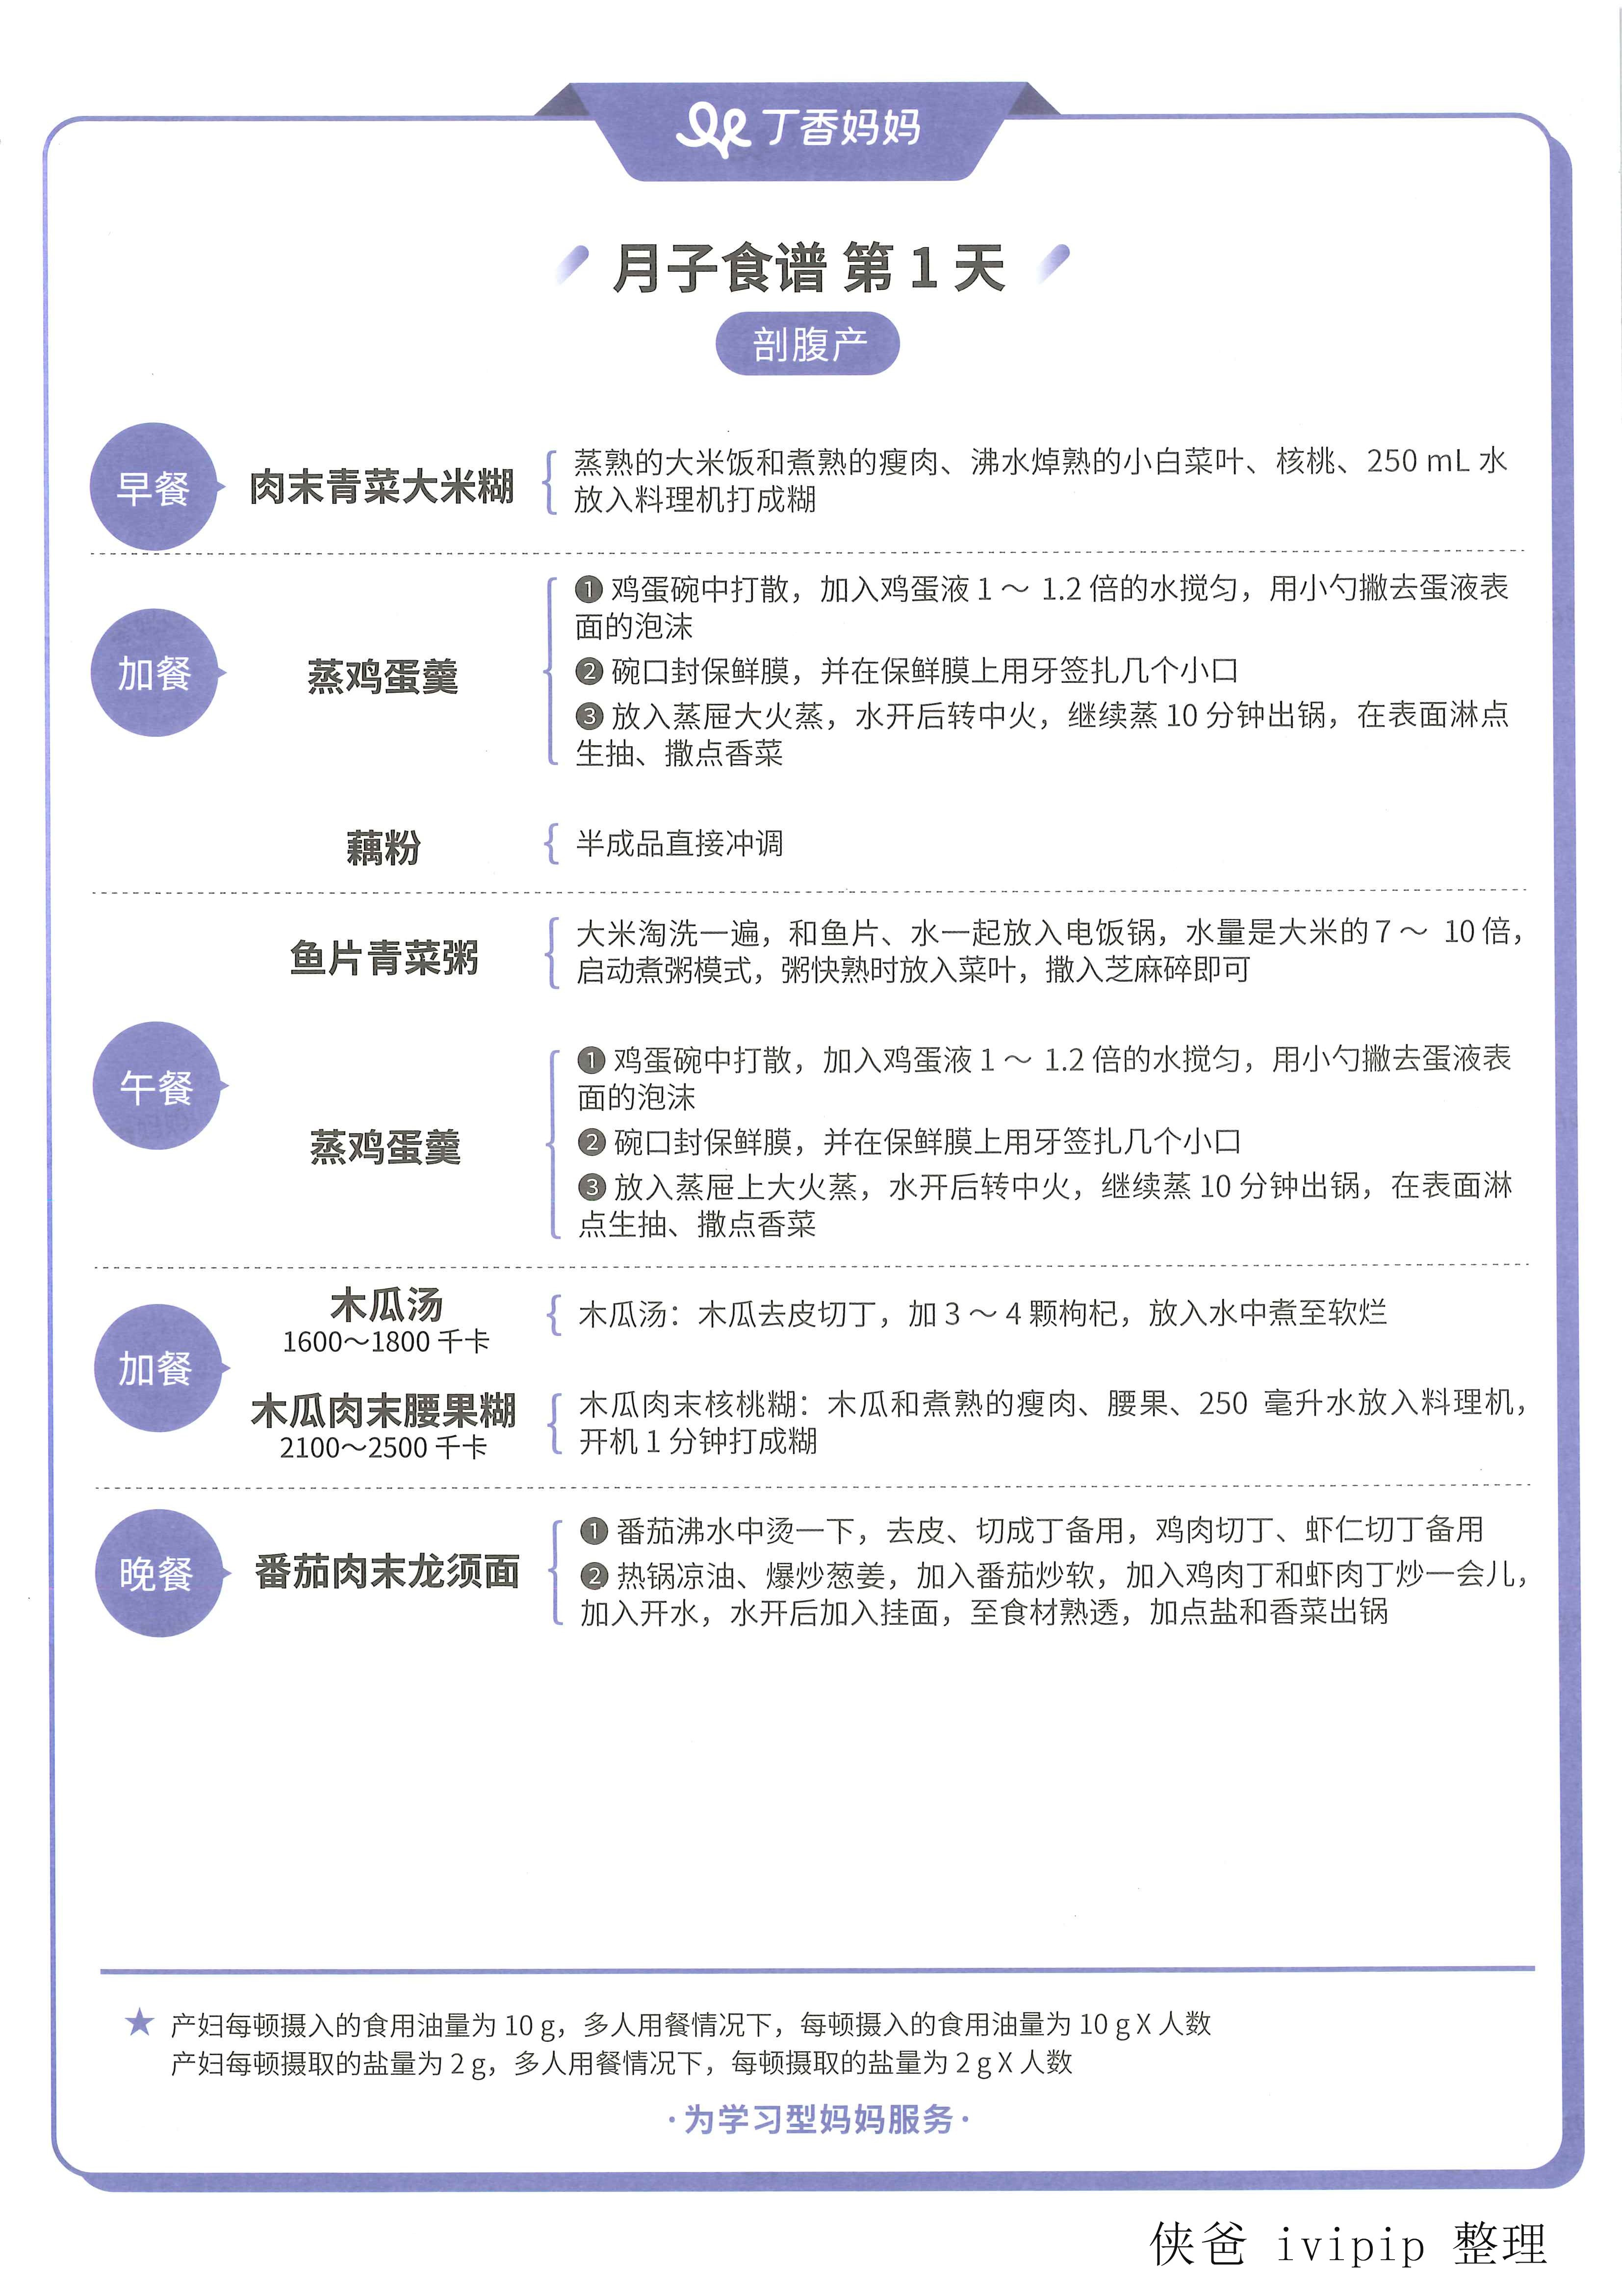 丁香妈妈
月子食谱 第 1 天
剖腹产
早餐
肉末青菜大米糊
蒸熟的大米饭和煮熟的瘦肉、沸水焯熟的小白菜叶、核桃、250 mL 水
放入料理机打成糊
加餐
蒸鸡蛋羹
❶ 鸡蛋碗中打散，加入鸡蛋液 1 ～ 1.2 倍的水搅匀，用小勺撇去蛋液表
面的泡沫
❷ 碗口封保鲜膜，并在保鲜膜上用牙签扎几个小口
❸ 放入蒸屉大火蒸，水开后转中火，继续蒸 10 分钟出锅，在表面淋点
生抽、撒点香菜
藕粉
半成品直接冲调
午餐
鱼片青菜粥
大米淘洗一遍，和鱼片、水一起放入电饭锅，水量是大米的 7 ～ 10 倍，
启动煮粥模式，粥快熟时放入菜叶，撒入芝麻碎即可
蒸鸡蛋羹
❶ 鸡蛋碗中打散，加入鸡蛋液 1 ～ 1.2 倍的水搅匀，用小勺撇去蛋液表
面的泡沫
❷ 碗口封保鲜膜，并在保鲜膜上用牙签扎几个小口
❸ 放入蒸屉上大火蒸，水开后转中火，继续蒸 10 分钟出锅，在表面淋
点生抽、撒点香菜
加餐
木瓜汤
1600～1800 千卡
木瓜汤：木瓜去皮切丁，加 3 ～ 4 颗枸杞，放入水中煮至软烂
木瓜肉末腰果糊
2100～2500 千卡
木瓜肉末核桃糊：木瓜和煮熟的瘦肉、腰果、250 毫升水放入料理机，
开机 1 分钟打成糊
晚餐
番茄肉末龙须面
❶ 番茄沸水中烫一下，去皮、切成丁备用，鸡肉切丁、虾仁切丁备用
❷ 热锅凉油、爆炒葱姜，加入番茄炒软，加入鸡肉丁和虾肉丁炒一会儿，
加入开水，水开后加入挂面，至食材熟透，加点盐和香菜出锅
★ 产妇每顿摄入的食用油量为 10 g，多人用餐情况下，每顿摄入的食用油量为 10 g X 人数
产妇每顿摄取的盐量为 2 g，多人用餐情况下，每顿摄取的盐量为 2 g X 人数
·为学习型妈妈服务·
侠爸 ivipip 整理